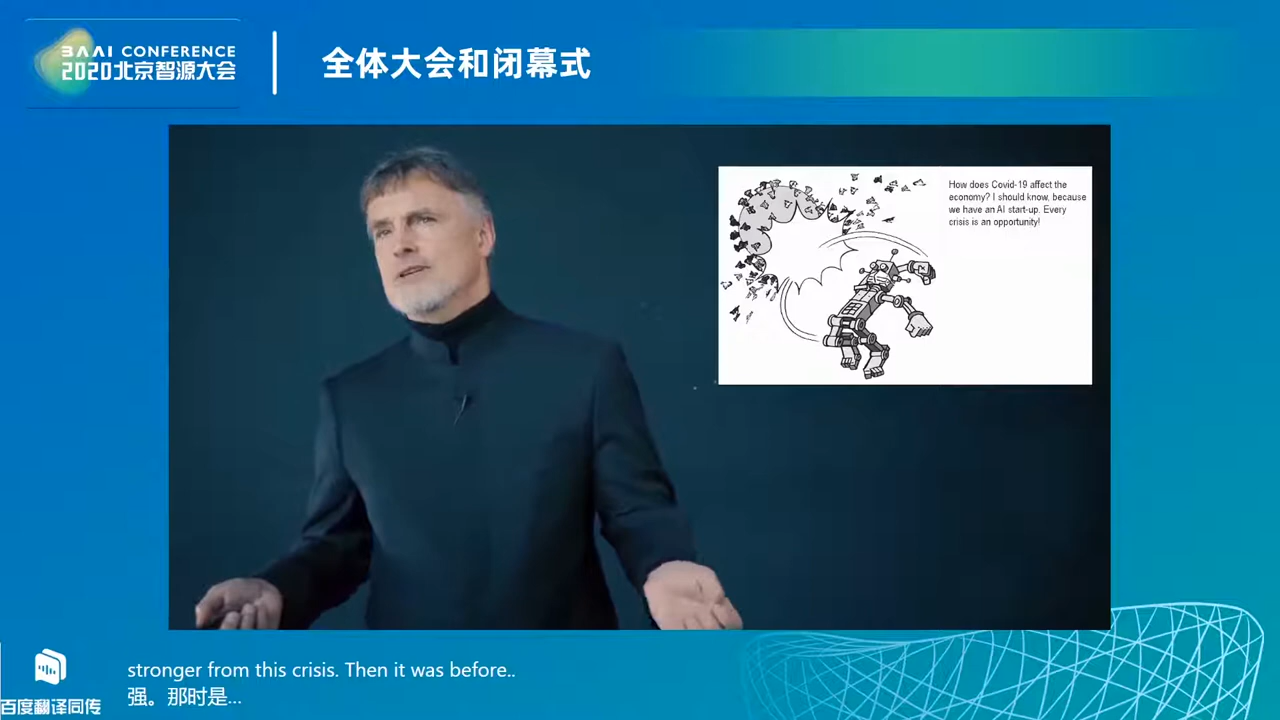 BAAI CONFERENCE
2020北京智源大会
全体大会和闭幕式
How does Covid-19 affect the
economy? I should know, because
we have an AI start-up. Every
crisis is an opportunity!
stronger from this crisis. Then it was before..
强。那时是...
百度翻译同传